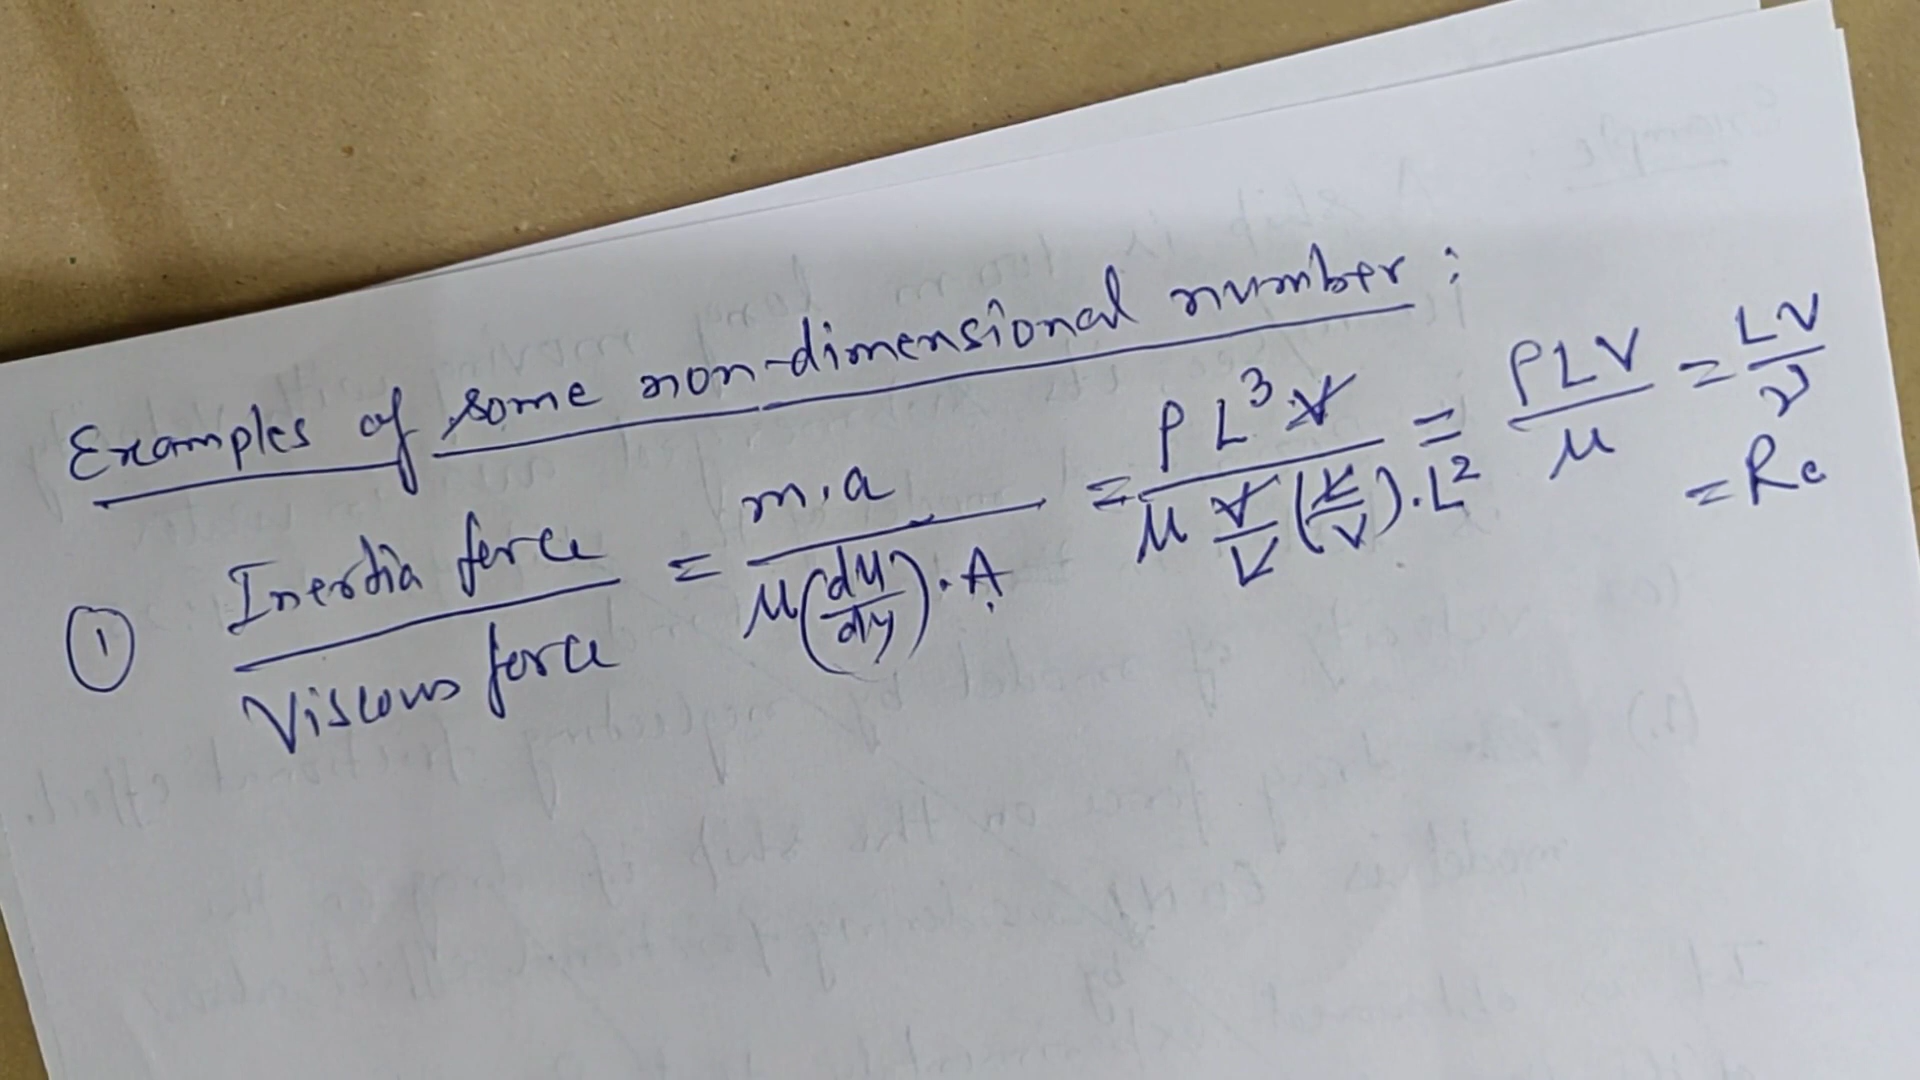 Examples of some non-dimensional number :
① Inertia force / Viscous force = m.a / μ(du/dy).A = ρL³V / μ V/L (L/V).L² = ρLV / μ = LV / ν
= Re